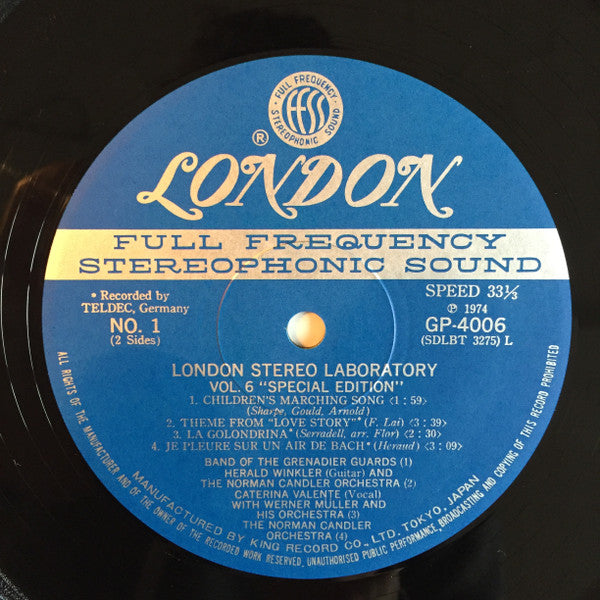 FULL FREQUENCY
FFSS
STEREOPHONIC SOUND
®
LONDON
FULL FREQUENCY
STEREOPHONIC SOUND
* Recorded by
TELDEC, Germany
NO. 1
(2 Sides)
SPEED 33⅓
Ⓟ 1974
GP-4006
(SDLBT 3275) L
LONDON STEREO LABORATORY
VOL. 6 "SPECIAL EDITION"
1. CHILDREN'S MARCHING SONG <1 : 59>
(Sharpe, Gould, Arnold)
2. THEME FROM "LOVE STORY"* (F. Lai) <3 : 39>
3. LA GOLONDRINA* (Serradell, arr. Flor) <2 : 30>
4. JE PLEURE SUR UN AIR DE BACH* (Heraud) <3 : 09>
BAND OF THE GRENADIER GUARDS (1)
HERALD WINKLER (Guitar) AND
THE NORMAN CANDLER ORCHESTRA (2)
CATERINA VALENTE (Vocal)
WITH WERNER MÜLLER AND
HIS ORCHESTRA (3)
THE NORMAN CANDLER
ORCHESTRA (4)
MANUFACTURED BY KING RECORD CO., LTD. TOKYO, JAPAN
ALL RIGHTS OF THE MANUFACTURER AND OF THE OWNER OF THE RECORDED WORK RESERVED. UNAUTHORISED PUBLIC PERFORMANCE, BROADCASTING AND COPYING OF THIS RECORD PROHIBITED